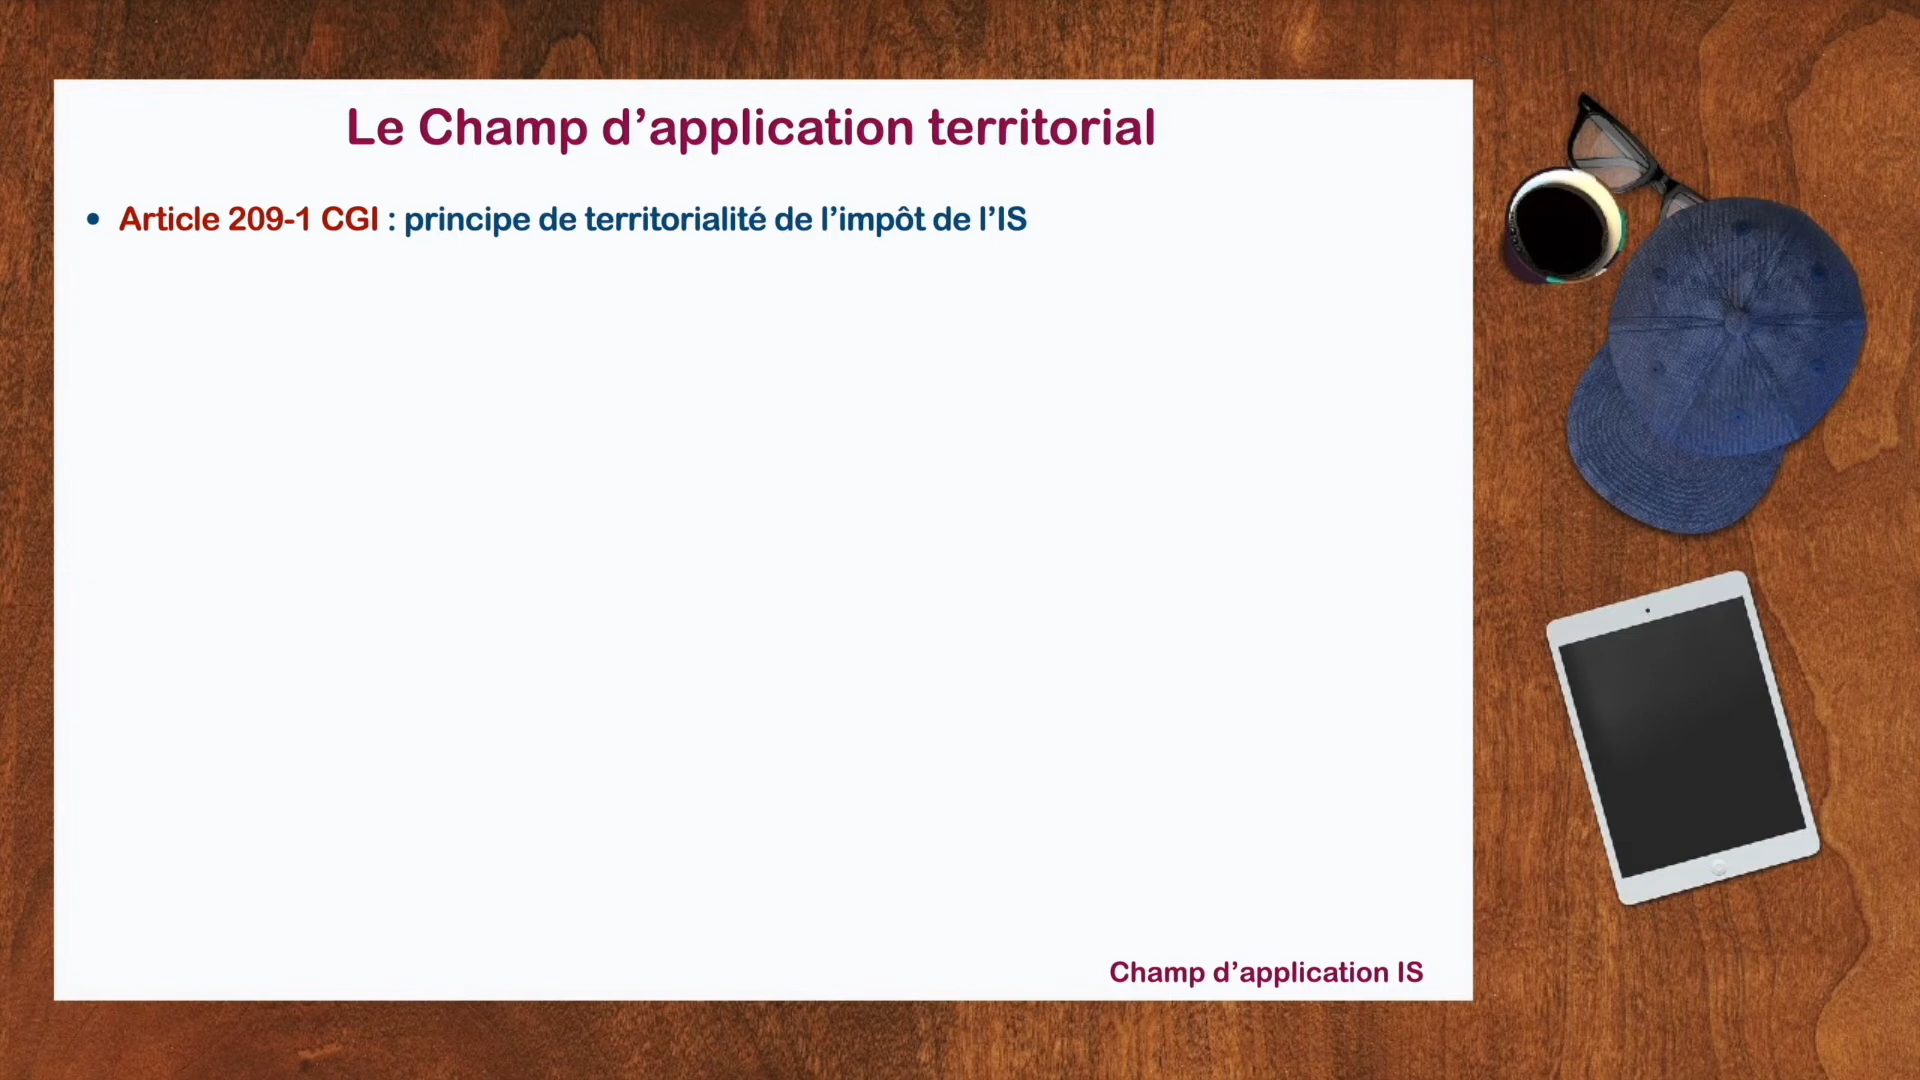 Le Champ d’application territorial
• Article 209-1 CGI : principe de territorialité de l’impôt de l’IS
Champ d’application IS